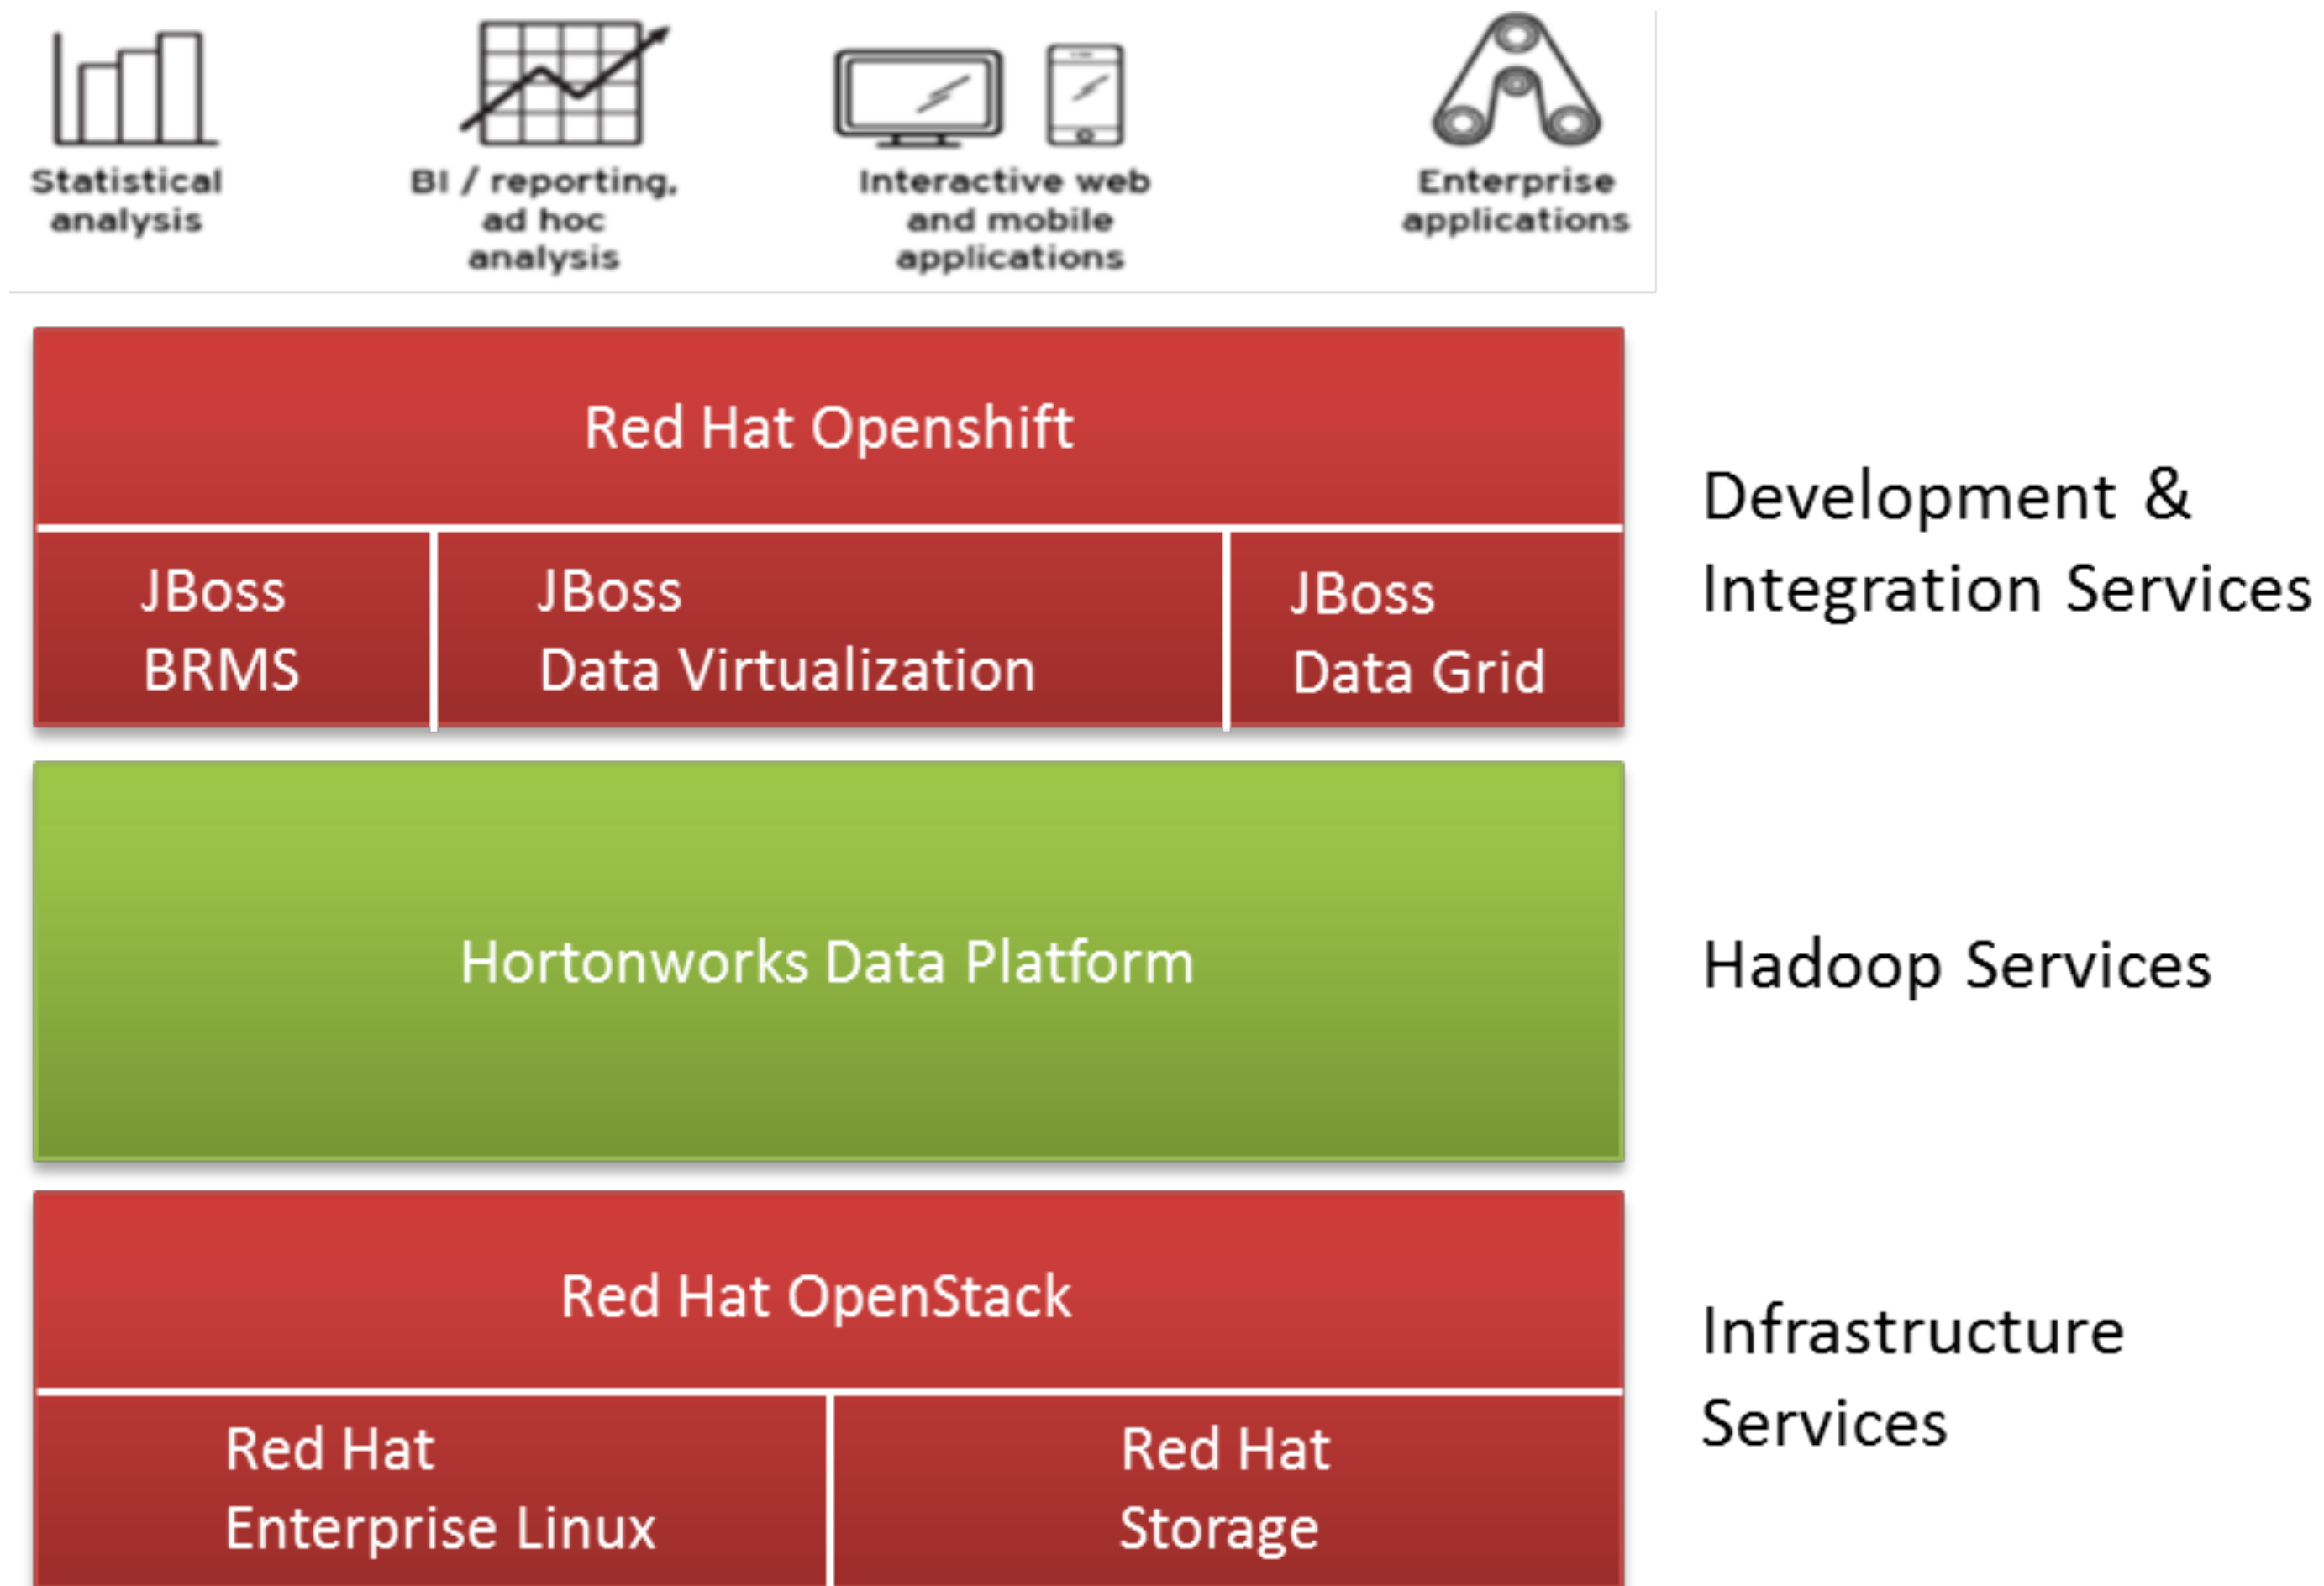 Statistical
analysis
BI / reporting,
ad hoc
analysis
Interactive web
and mobile
applications
Enterprise
applications
Red Hat Openshift
JBoss
BRMS
JBoss
Data Virtualization
JBoss
Data Grid
Development &
Integration Services
Hortonworks Data Platform
Hadoop Services
Red Hat OpenStack
Red Hat
Enterprise Linux
Red Hat
Storage
Infrastructure
Services